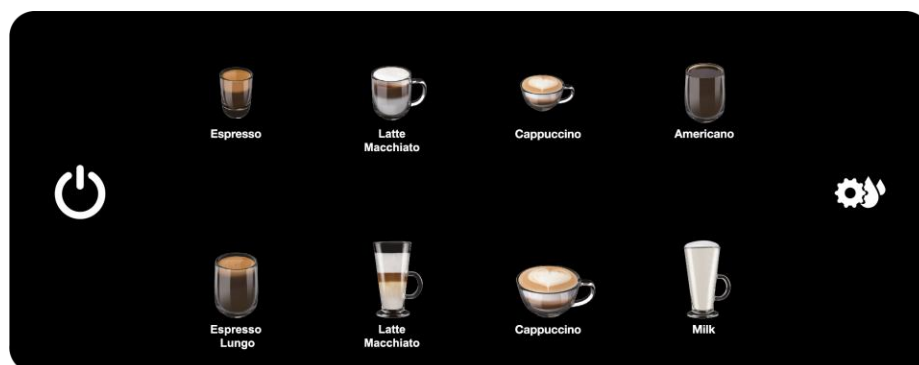 Espresso
Latte
Macchiato
Cappuccino
Americano
Espresso
Lungo
Latte
Macchiato
Cappuccino
Milk